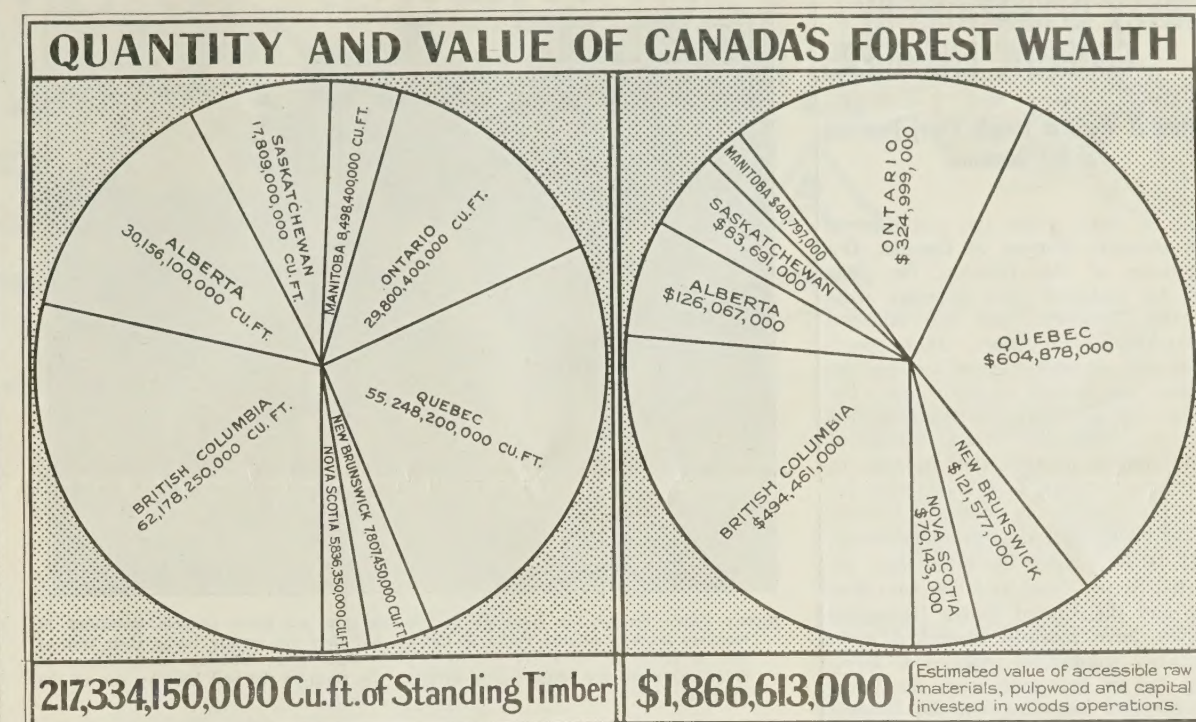 QUANTITY AND VALUE OF CANADA'S FOREST WEALTH
SASKATCHEWAN
17,809,000,000 CU. FT.
MANITOBA 8,498,400,000 CU. FT.
ONTARIO
29,800,400,000 CU. FT.
ALBERTA
30,156,100,000 CU. FT.
QUEBEC
55,248,200,000 CU. FT.
BRITISH COLUMBIA
62,178,250,000 CU. FT.
NEW BRUNSWICK 7,807,450,000 CU. FT.
NOVA SCOTIA 5,836,350,000 CU. FT.
217,334,150,000 Cu.ft. of Standing Timber
ONTARIO
$324,999,000
MANITOBA $40,797,000
SASKATCHEWAN
$83,691,000
ALBERTA
$126,067,000
QUEBEC
$604,878,000
BRITISH COLUMBIA
$494,461,000
NEW BRUNSWICK
$121,577,000
NOVA SCOTIA
$70,143,000
$1,866,613,000
Estimated value of accessible raw
materials, pulpwood and capital
invested in woods operations.